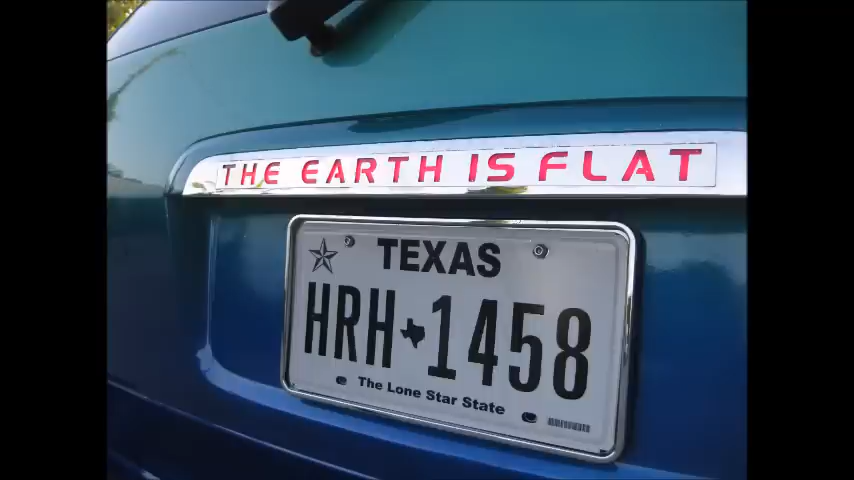 THE EARTH IS FLAT
TEXAS
HRH 1458
The Lone Star State